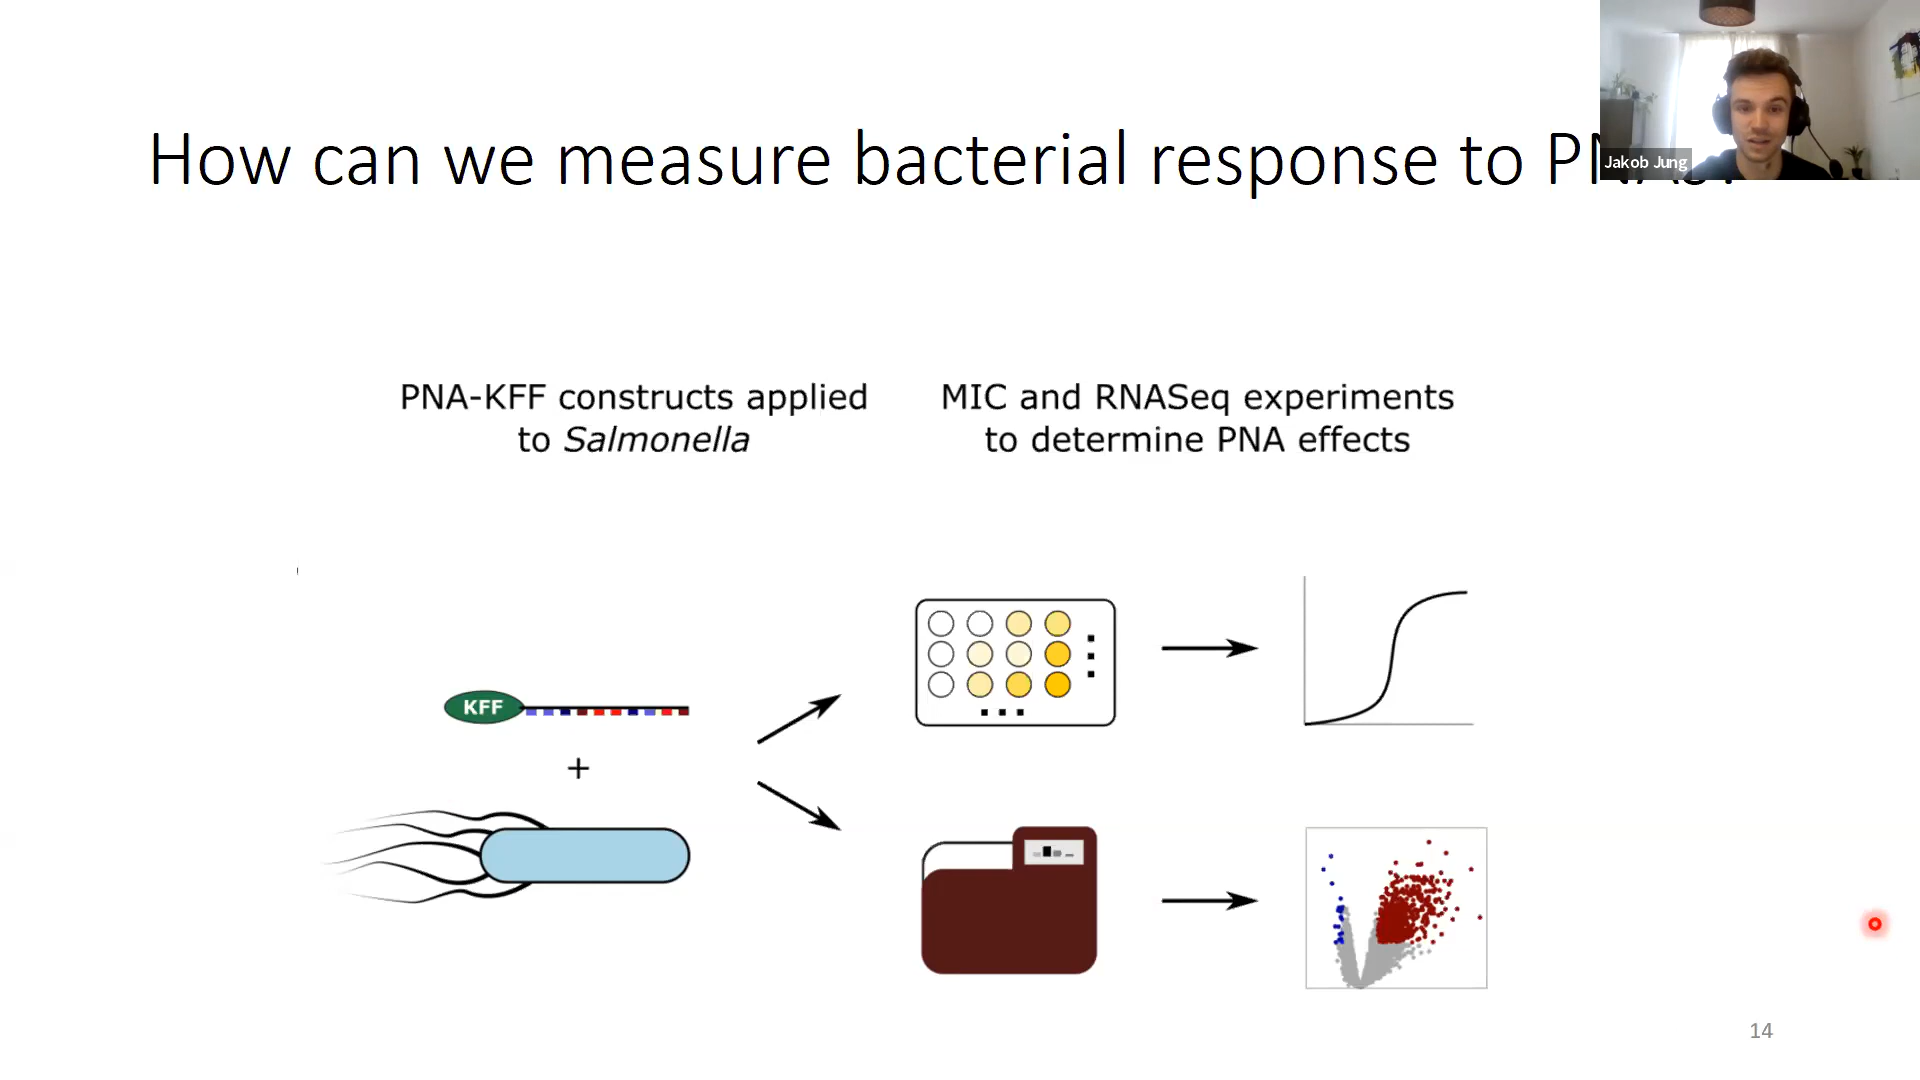 How can we measure bacterial response to
Jakob Jung
PNA-KFF constructs applied
to Salmonella
MIC and RNASeq experiments
to determine PNA effects
KFF
+
14